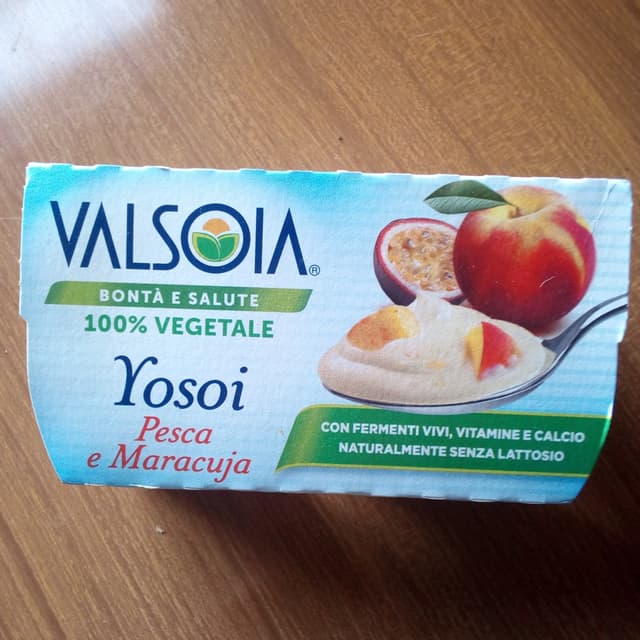 VALSOIA®
BONTÀ E SALUTE
100% VEGETALE
Yosoi
Pesca
e Maracuja
CON FERMENTI VIVI, VITAMINE E CALCIO
NATURALMENTE SENZA LATTOSIO